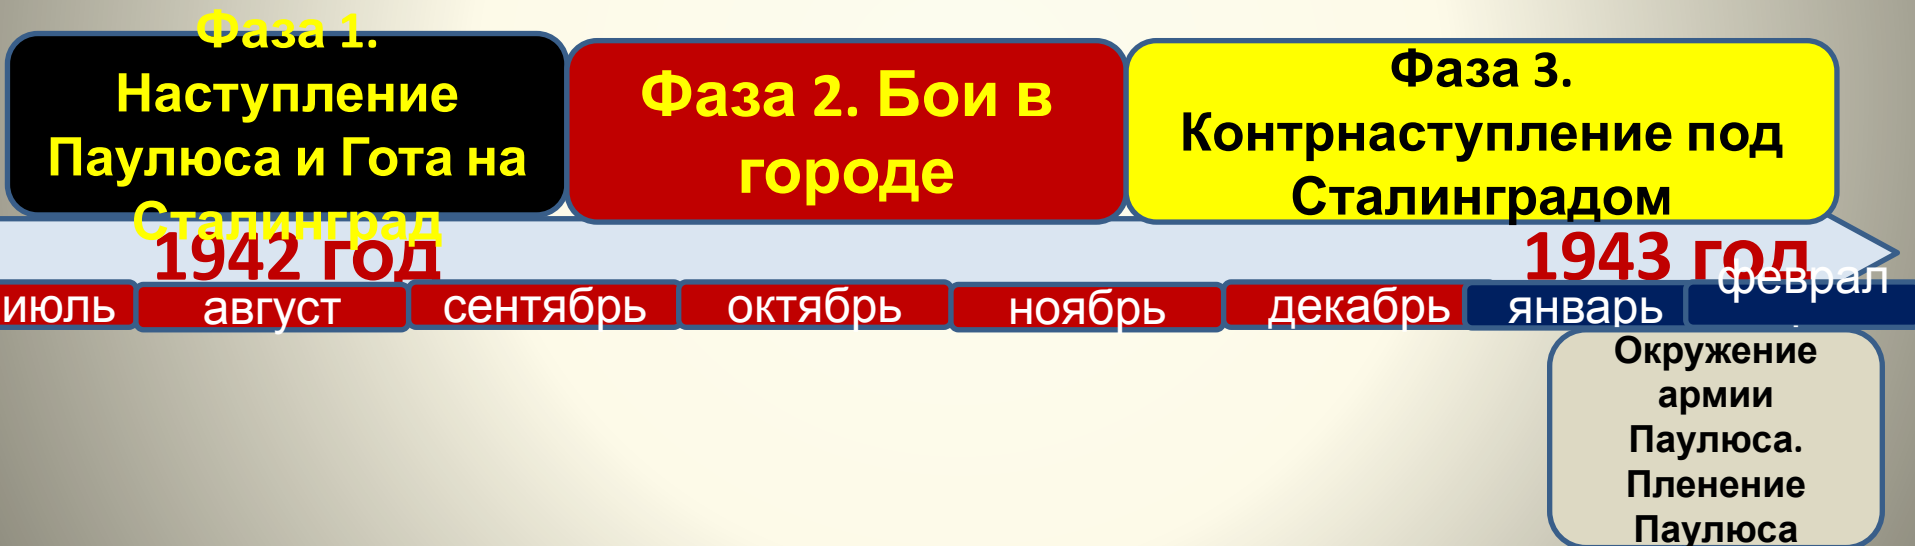 Фаза 1.
Наступление
Паулюса и Гота на
Сталинград
Фаза 2. Бои в
городе
Фаза 3.
Контрнаступление под
Сталинградом
1942 год
1943 год
июль
август
сентябрь
октябрь
ноябрь
декабрь
январь
феврал
Окружение
армии
Паулюса.
Пленение
Паулюса